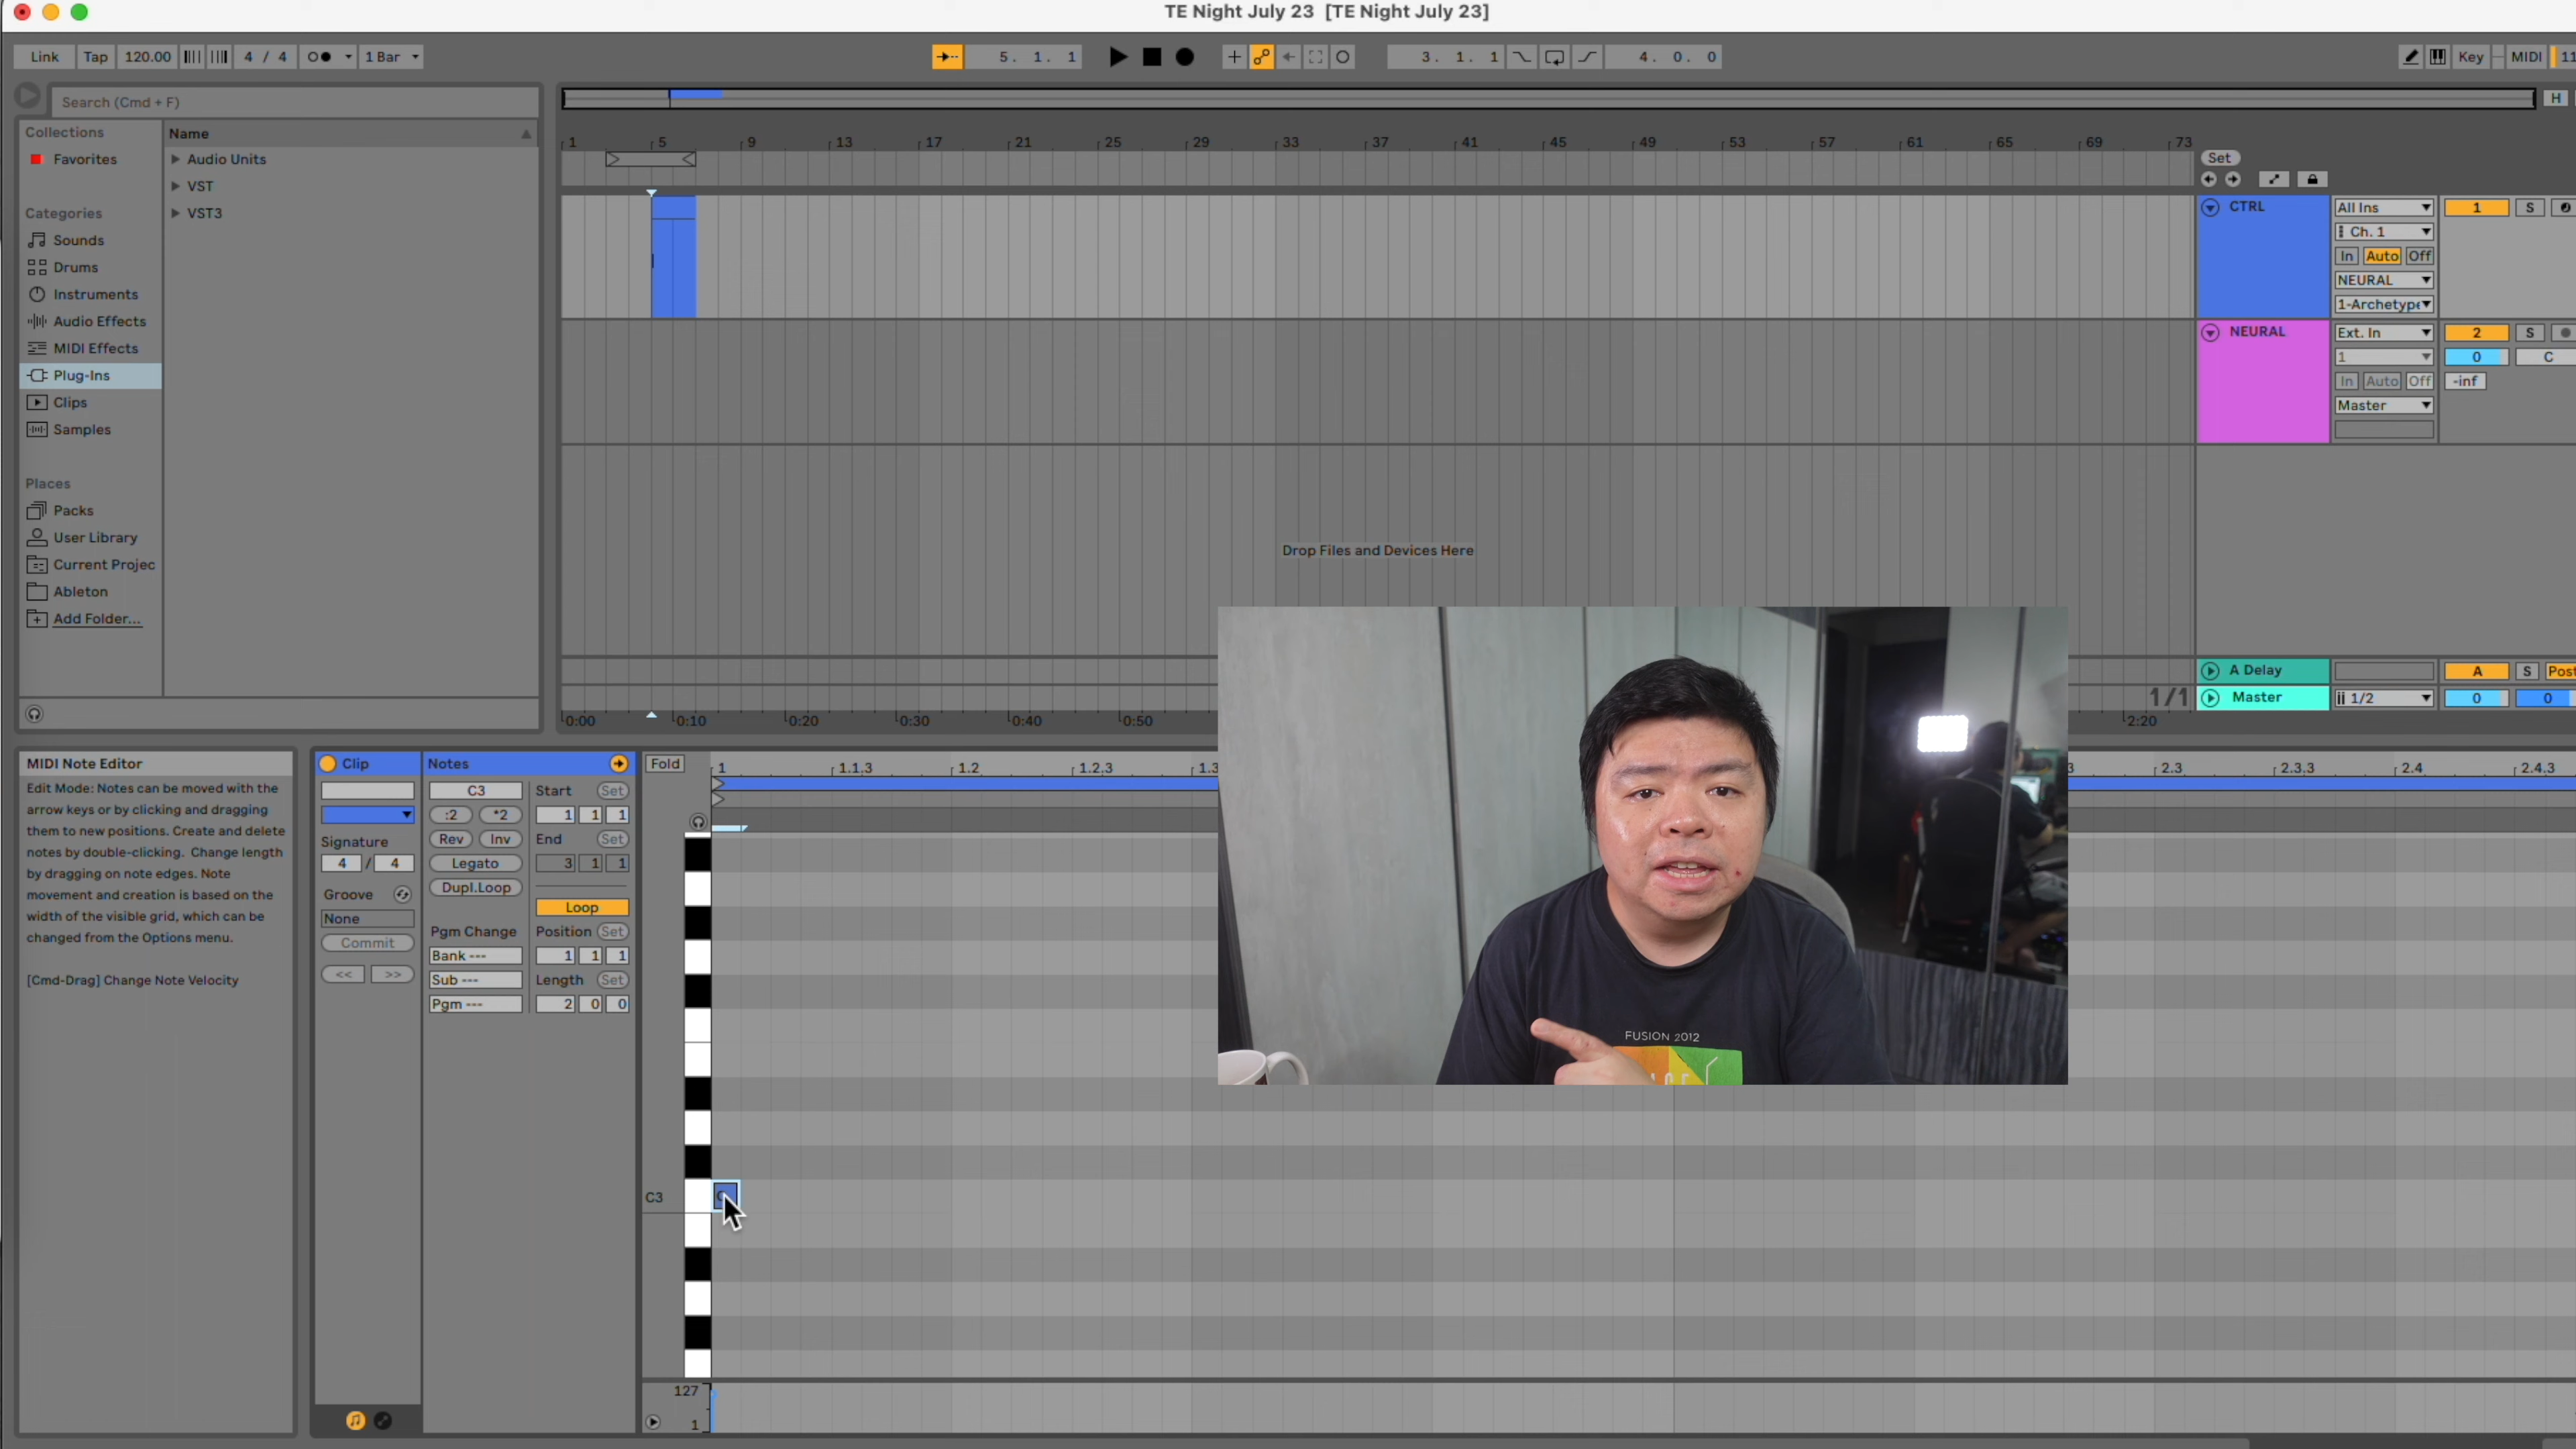 TE Night July 23 [TE Night July 23]
Link Tap 120.00 4 / 4 1 Bar 5. 1. 1 3. 1. 1 4. 0. 0 Key MIDI
Search (Cmd + F)
H
Collections
Name
Favorites
Audio Units
VST
VST3
Categories
Sounds
Drums
Instruments
Audio Effects
MIDI Effects
Plug-Ins
Clips
Samples
Places
Packs
User Library
Current Projec
Ableton
Add Folder...
1 5 9 13 17 21 25 29 33 37 41 45 49 53 57 61 65 69 73
Set
CTRL All Ins 1 S
Ch. 1
In Auto Off
NEURAL
1-Archetype
NEURAL Ext. In 2 S
1 0 C
In Auto Off -inf
Master
Drop Files and Devices Here
A Delay A S Post
1/1 Master 1/2 0 0
0:00 0:10 0:20 0:30 0:40 0:50 2:20
MIDI Note Editor
Edit Mode: Notes can be moved with the
arrow keys or by clicking and dragging
them to new positions. Create and delete
notes by double-clicking. Change length
by dragging on note edges. Note
movement and creation is based on the
width of the visible grid, which can be
changed from the Options menu.
[Cmd-Drag] Change Note Velocity
Clip
Signature
4 / 4
Groove
None
Commit
<< >>
Notes
C3 Start Set
:2 *2 1 1 1
Rev Inv End Set
Legato 3 1 1
Dupl.Loop
Loop
Pgm Change Position Set
Bank --- 1 1 1
Sub --- Length Set
Pgm --- 2 0 0
Fold
1 1.1.3 1.2 1.2.3 1.3 2.3 2.3.3 2.4 2.4.3
C3
127
1
FUSION 2012